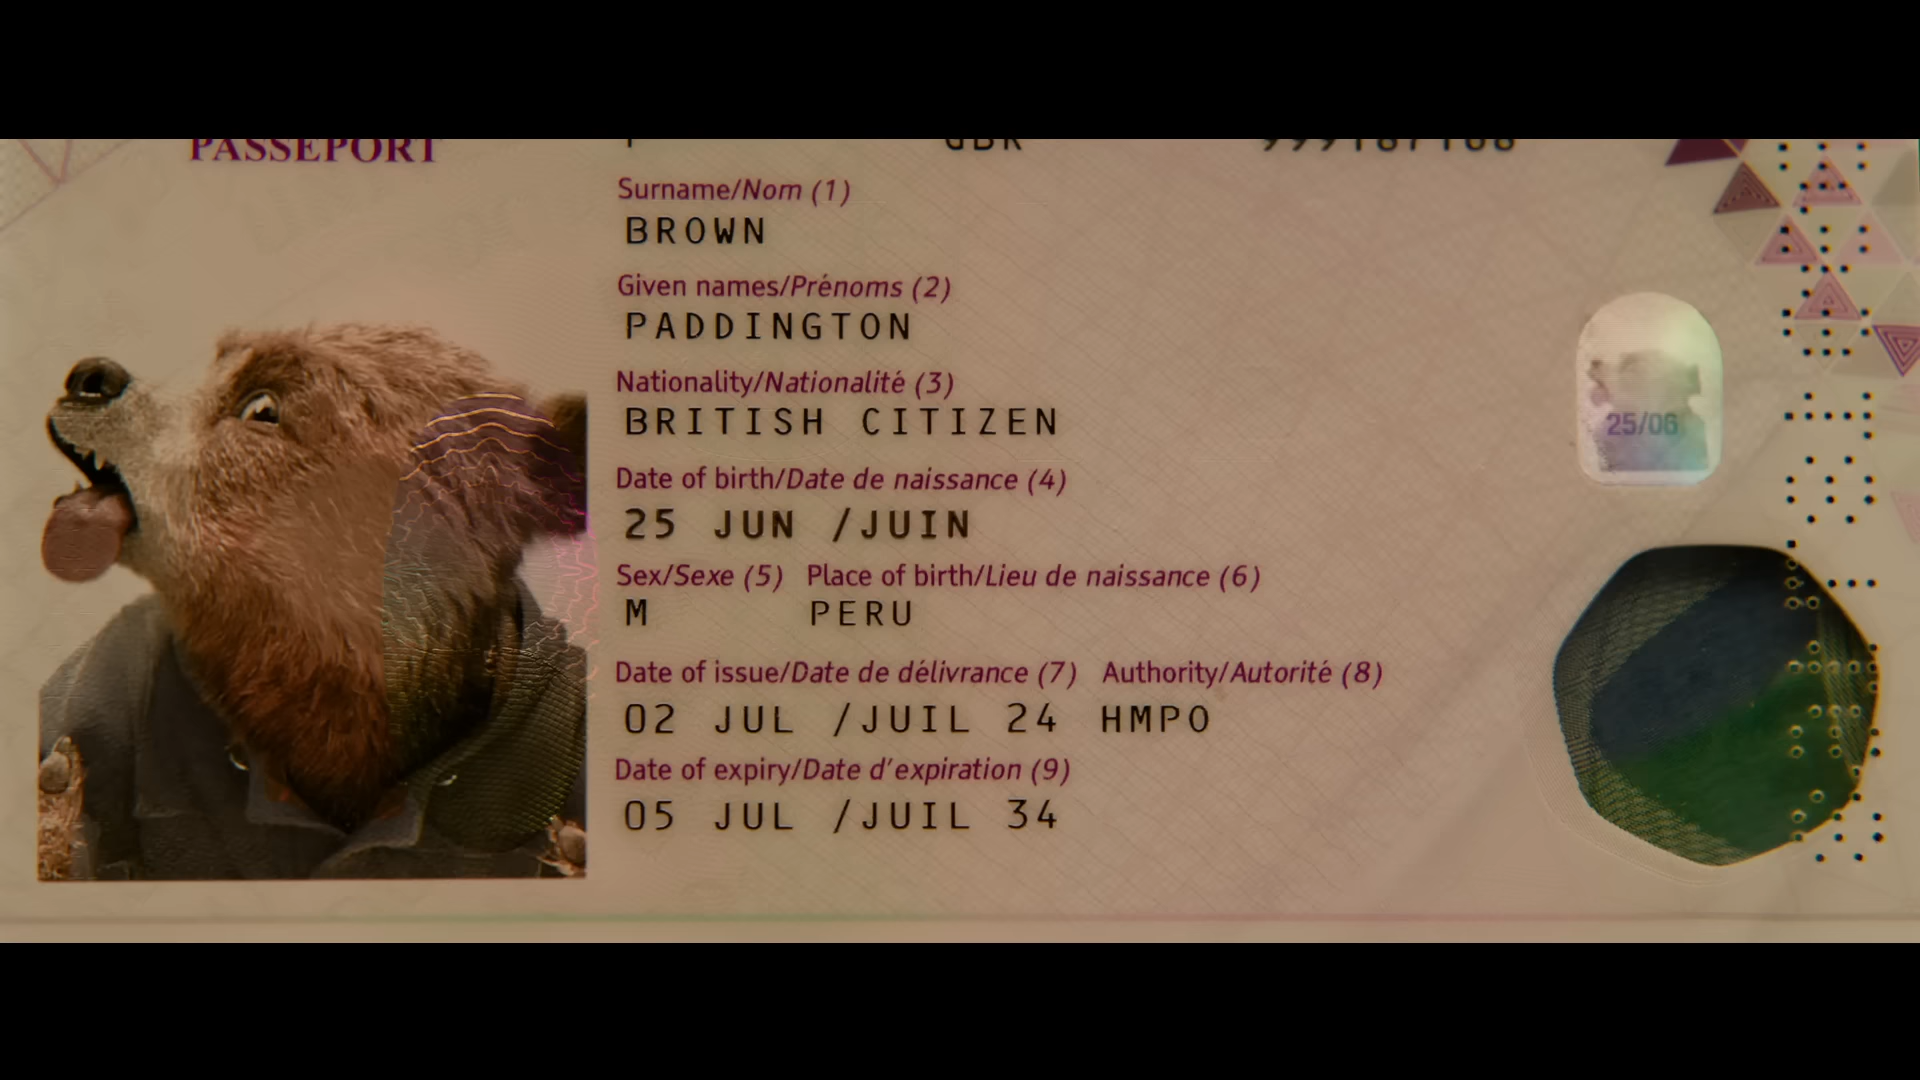 PASSEPORT GBR
Surname/Nom (1)
BROWN
Given names/Prénoms (2)
PADDINGTON
Nationality/Nationalité (3)
BRITISH CITIZEN
25/06
Date of birth/Date de naissance (4)
25 JUN /JUIN
Sex/Sexe (5) Place of birth/Lieu de naissance (6)
M PERU
Date of issue/Date de délivrance (7) Authority/Autorité (8)
02 JUL /JUIL 24 HMPO
Date of expiry/Date d'expiration (9)
05 JUL /JUIL 34